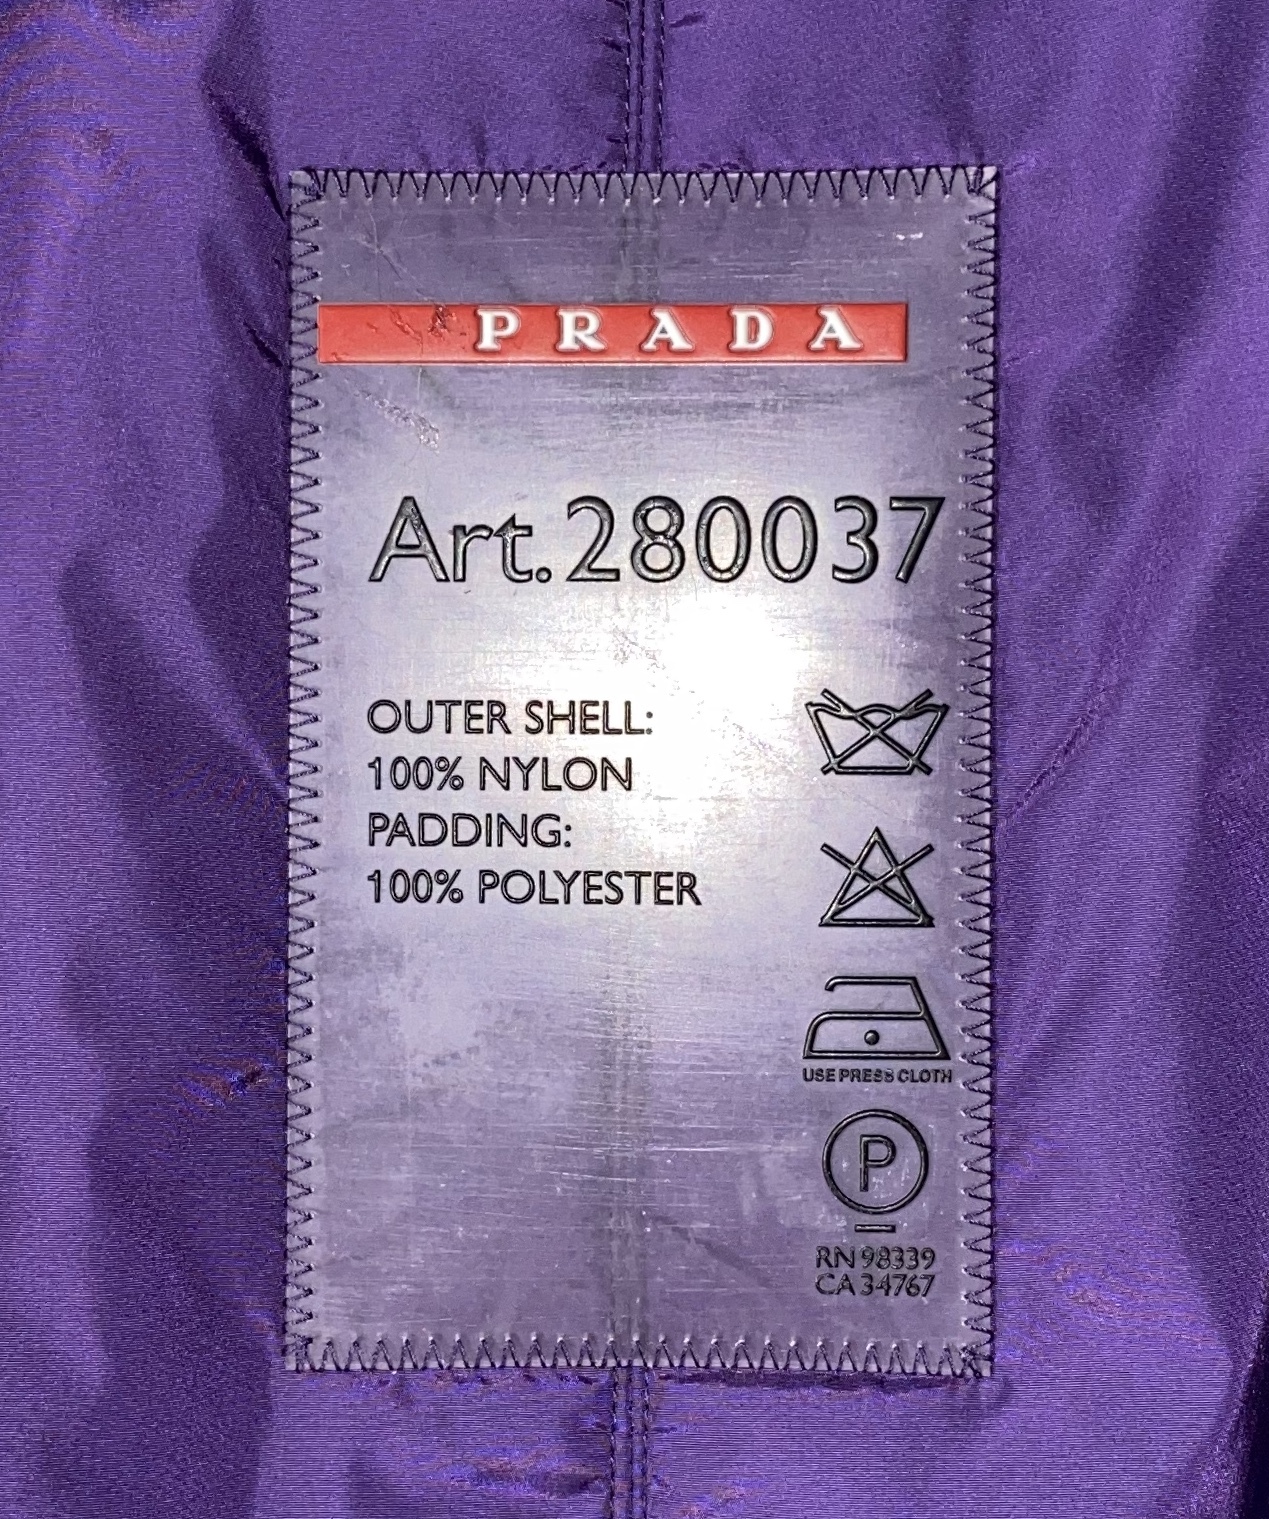 PRADA
Art. 280037
OUTER SHELL:
100% NYLON
PADDING:
100% POLYESTER
USE PRESS CLOTH
P
RN 98339
CA 34767